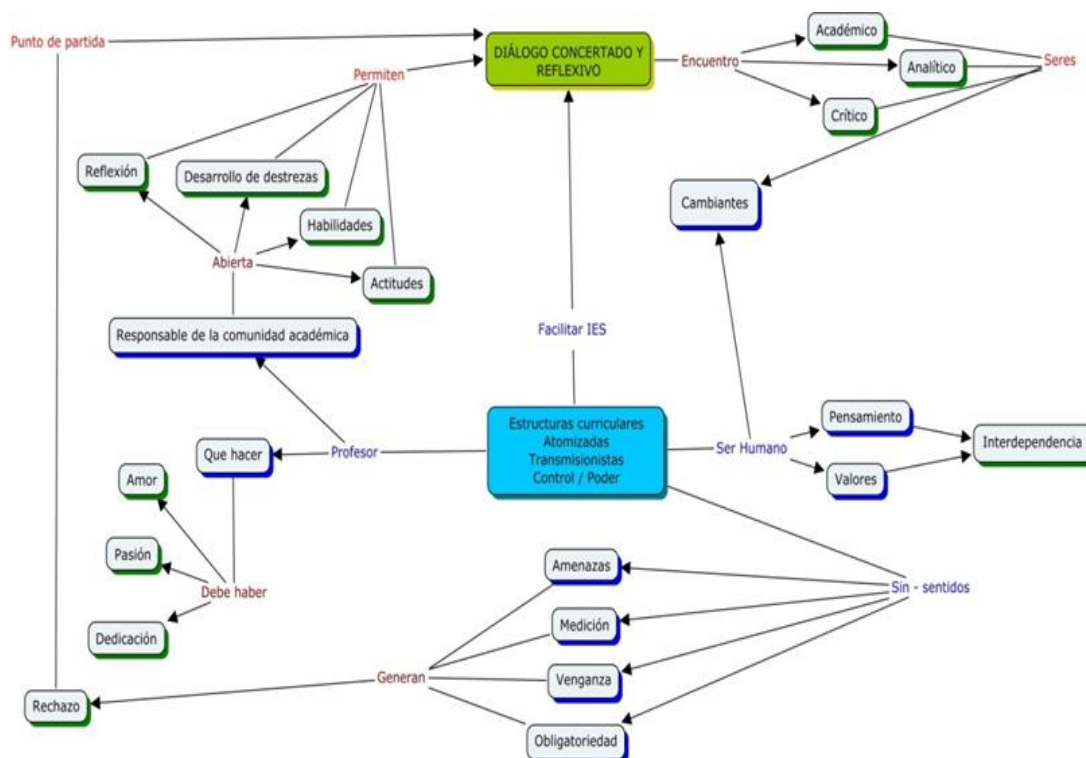 Punto de partida
DIÁLOGO CONCERTADO Y
REFLEXIVO
Encuentro
Académico
Analítico
Crítico
Seres
Permiten
Reflexión
Desarrollo de destrezas
Habilidades
Actitudes
Abierta
Cambiantes
Responsable de la comunidad académica
Facilitar IES
Estructuras curriculares
Atomizadas
Transmisionistas
Control / Poder
Profesor
Que hacer
Ser Humano
Pensamiento
Valores
Interdependencia
Amor
Pasión
Dedicación
Debe haber
Amenazas
Medición
Venganza
Obligatoriedad
Sin - sentidos
Generan
Rechazo